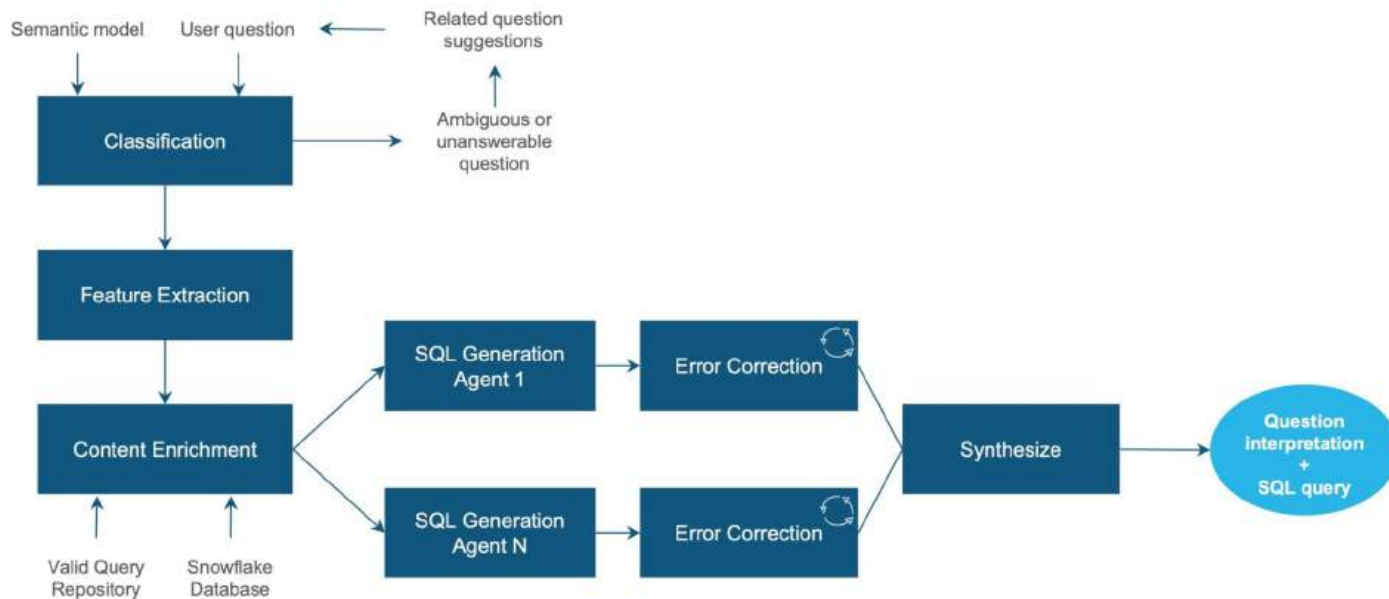 Semantic model
User question
Related question
suggestions
Classification
Ambiguous or
unanswerable
question
Feature Extraction
SQL Generation
Agent 1
Error Correction
Content Enrichment
Synthesize
Question
interpretation
+
SQL query
SQL Generation
Agent N
Error Correction
Valid Query
Repository
Snowflake
Database